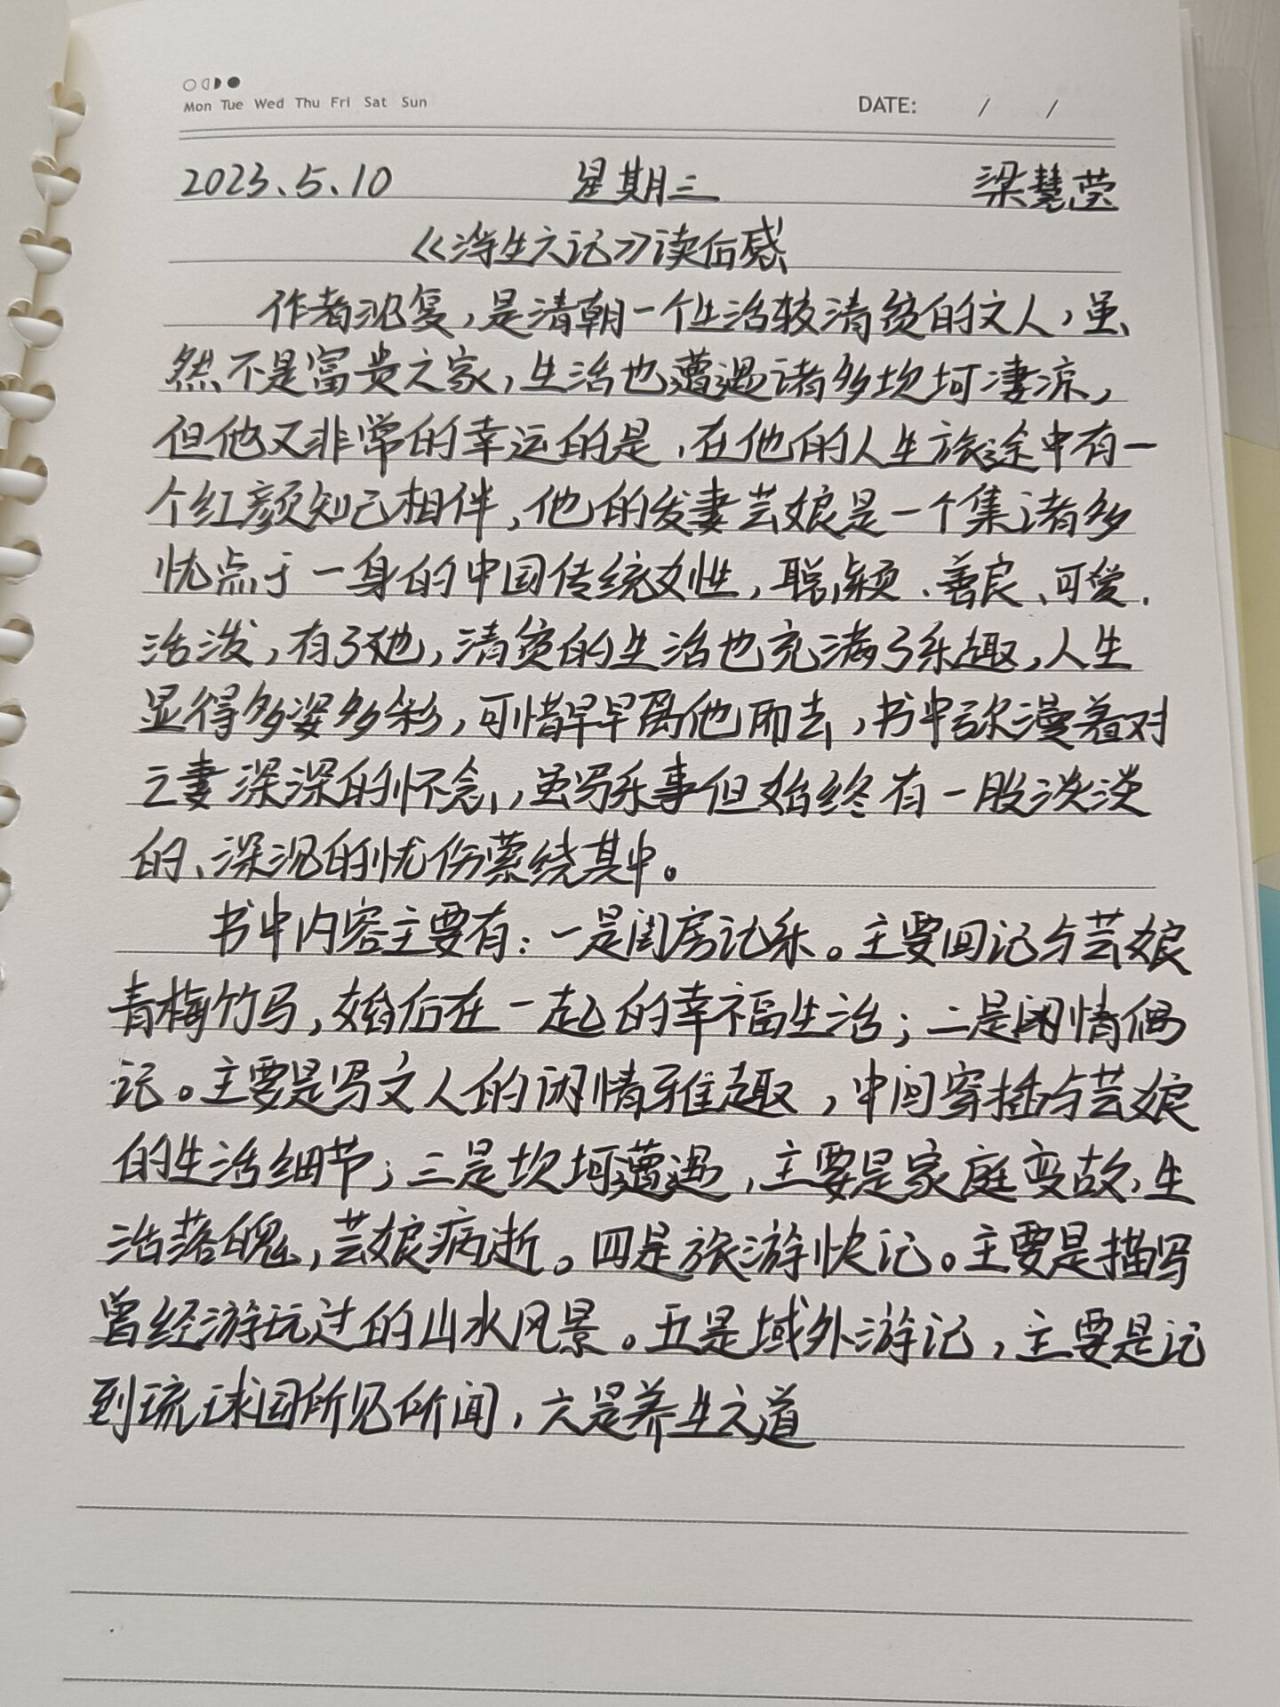 Mon Tue Wed Thu Fri Sat Sun DATE: / /
2023.5.10 星期三 梁慧莹
《浮生六记》读后感
作者沈复,是清朝一个生活较清贫的文人,虽
然不是富贵之家,生活也遭遇诸多坎坷凄凉,
但他又非常的幸运的是,在他的人生旅途中有一
个红颜知己相伴,他的发妻芸娘是一个集诸多
优点于一身的中国传统女性,聪颖、善良、可爱、
活泼,有了她,清贫的生活也充满了乐趣,人生
显得多姿多彩,可惜早早离他而去,书中弥漫着对
亡妻深深的怀念,虽写乐事但始终有一股淡淡
的、深沉的忧伤萦绕其中。
书中内容主要有:一是闺房记乐。主要回记与芸娘
青梅竹马,婚后在一起的幸福生活;二是闲情偶
记。主要是写文人的闲情雅趣,中间穿插与芸娘
的生活细节;三是坎坷遭遇,主要是家庭变故,生
活落魄,芸娘病逝。四是旅游快记。主要是描写
曾经游玩过的山水风景。五是域外游记,主要是记
到琉球国所见所闻,六是养生之道